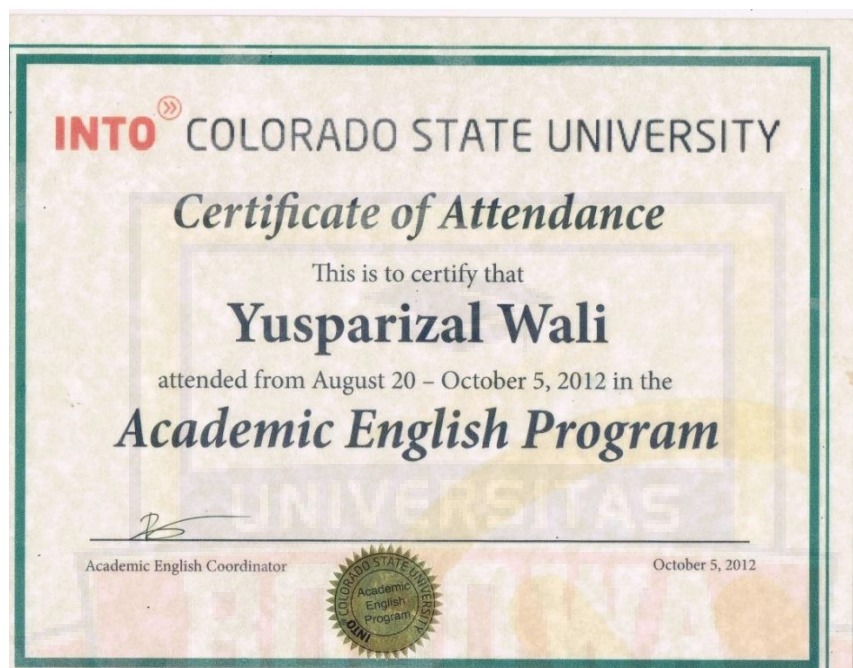 INTO COLORADO STATE UNIVERSITY
Certificate of Attendance
This is to certify that
Yusparizal Wali
attended from August 20 – October 5, 2012 in the
Academic English Program
UNIVERSITAS
Academic English Coordinator
October 5, 2012
INTO COLORADO STATE UNIVERSITY
Academic
English
Program